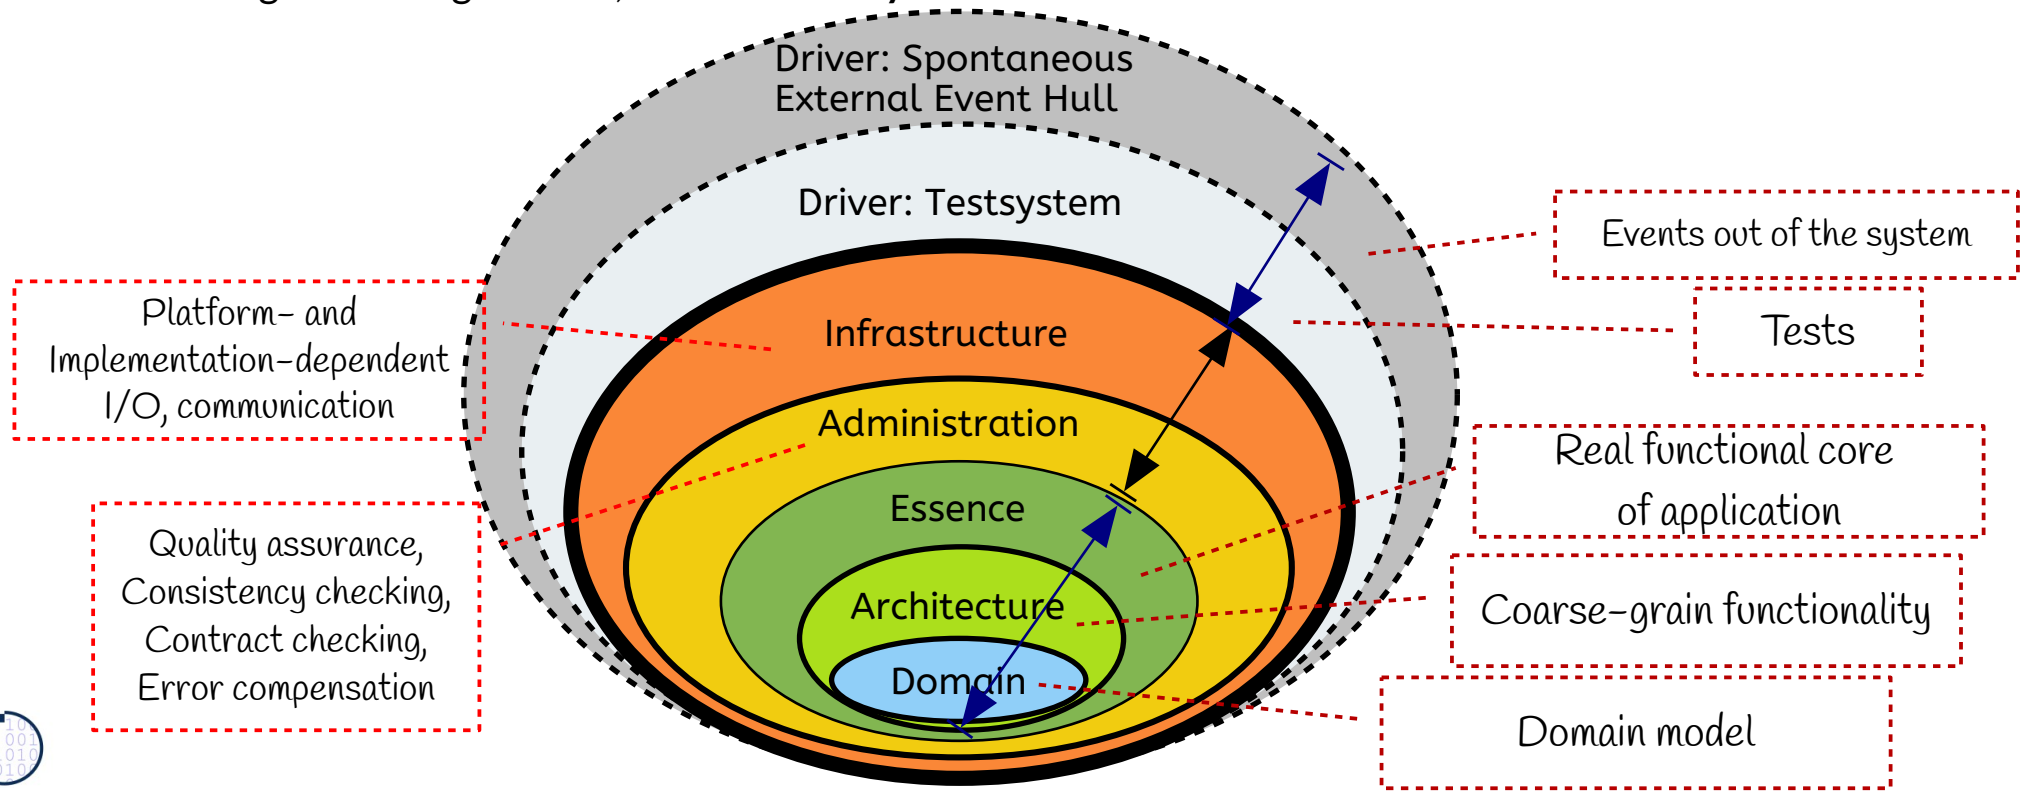 Driver: Spontaneous
External Event Hull
Driver: Testsystem
Infrastructure
Administration
Essence
Architecture
Domain
Platform- and
Implementation-dependent
I/O, communication
Quality assurance,
Consistency checking,
Contract checking,
Error compensation
Events out of the system
Tests
Real functional core
of application
Coarse-grain functionality
Domain model